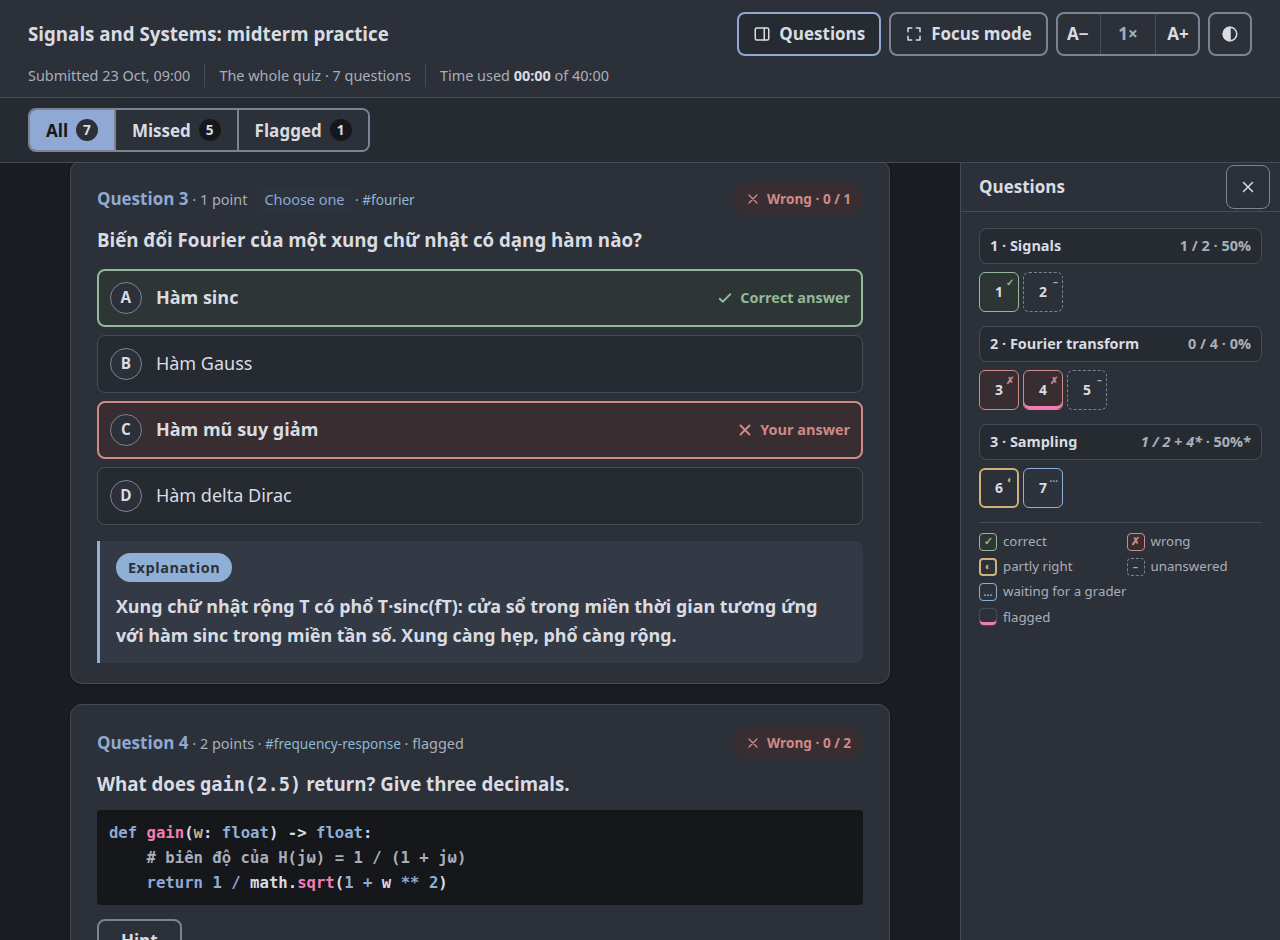 Signals and Systems: midterm practice
Questions
Focus mode
A−
1×
A+
Submitted 23 Oct, 09:00
The whole quiz · 7 questions
Time used 00:00 of 40:00
All 7
Missed 5
Flagged 1
Question 3 · 1 point Choose one · #fourier
Wrong · 0 / 1
Biến đổi Fourier của một xung chữ nhật có dạng hàm nào?
A Hàm sinc
Correct answer
B Hàm Gauss
C Hàm mũ suy giảm
Your answer
D Hàm delta Dirac
Explanation
Xung chữ nhật rộng T có phổ T·sinc(fT): cửa sổ trong miền thời gian tương ứng
với hàm sinc trong miền tần số. Xung càng hẹp, phổ càng rộng.
Question 4 · 2 points · #frequency-response · flagged
Wrong · 0 / 2
What does gain(2.5) return? Give three decimals.
def gain(w: float) -> float:
    # biên độ của H(jω) = 1 / (1 + jω)
    return 1 / math.sqrt(1 + w ** 2)
Hint
Questions
1 · Signals
1 / 2 · 50%
1 ✓
2 –
2 · Fourier transform
0 / 4 · 0%
3 ✗
4 ✗
5 –
3 · Sampling
1 / 2 + 4* · 50%*
6
7 …
✓ correct
✗ wrong
partly right
– unanswered
… waiting for a grader
flagged